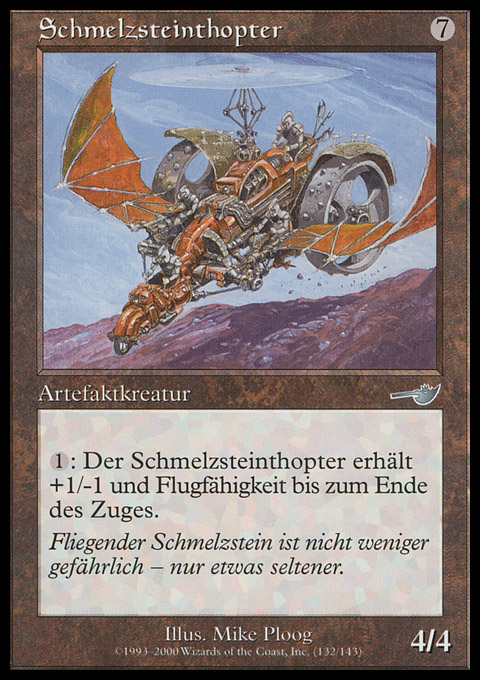 Schmelzsteinthopter 7
Artefaktkreatur
1: Der Schmelzsteinthopter erhält
+1/-1 und Flugfähigkeit bis zum Ende
des Zuges.
Fliegender Schmelzstein ist nicht weniger
gefährlich – nur etwas seltener.
Illus. Mike Ploog
©1993–2000 Wizards of the Coast, Inc. (132/143)
4/4